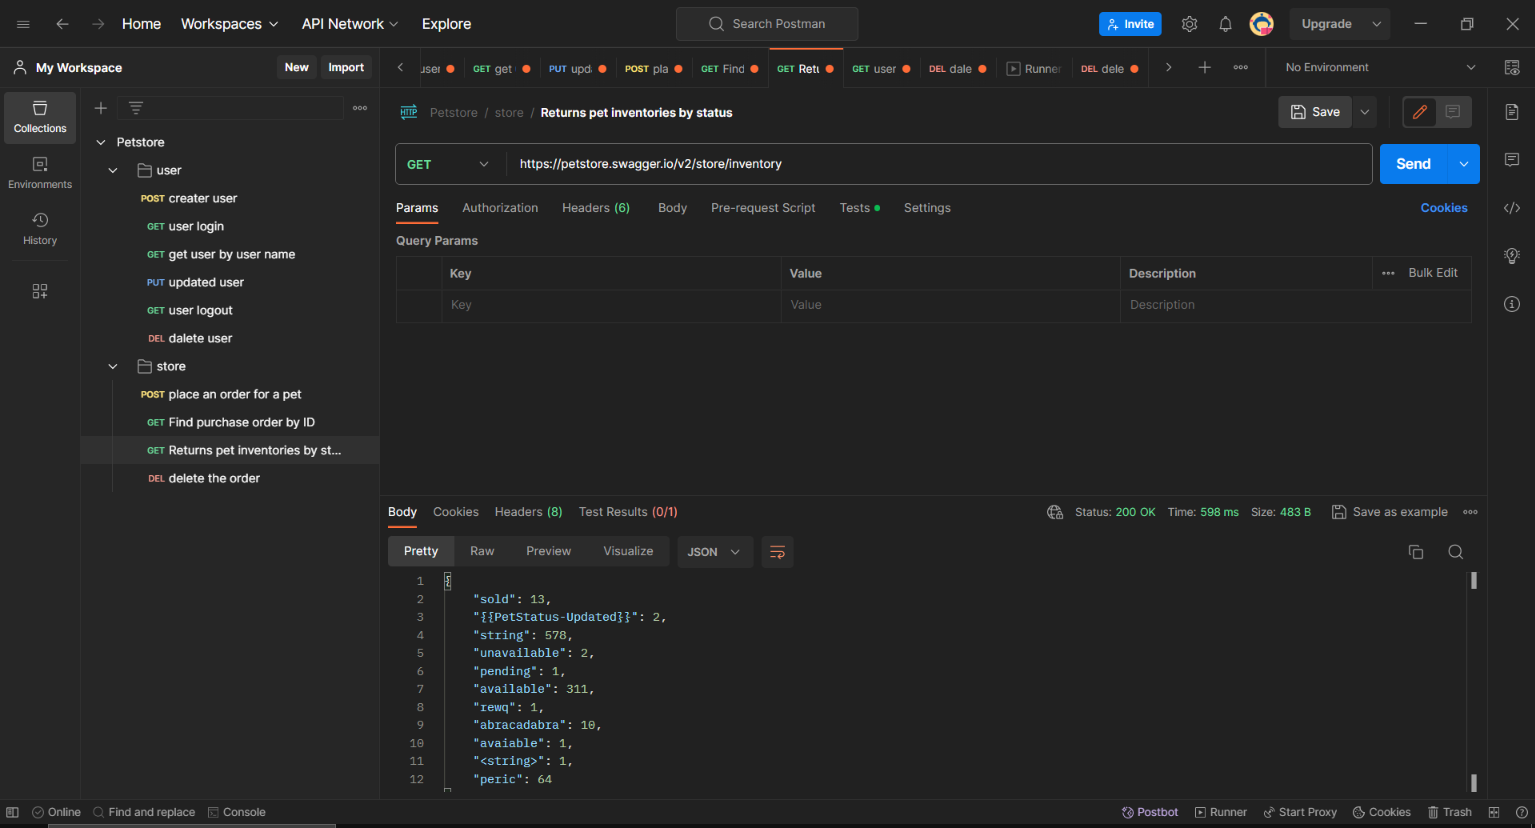 Home Workspaces API Network Explore Search Postman Invite Upgrade
My Workspace New Import user GET get PUT upd POST pla GET Find GET Retu GET user DEL dale Runner DEL dele No Environment
Collections
Environments
History
Petstore
user
POST creater user
GET user login
GET get user by user name
PUT updated user
GET user logout
DEL dalete user
store
POST place an order for a pet
GET Find purchase order by ID
GET Returns pet inventories by st...
DEL delete the order
HTTP Petstore / store / Returns pet inventories by status Save
GET https://petstore.swagger.io/v2/store/inventory Send
Params Authorization Headers (6) Body Pre-request Script Tests Settings Cookies
Query Params
Key Value Description Bulk Edit
Key Value Description
Body Cookies Headers (8) Test Results (0/1) Status: 200 OK Time: 598 ms Size: 483 B Save as example
Pretty Raw Preview Visualize JSON
1 {
2 "sold": 13,
3 "{{PetStatus-Updated}}": 2,
4 "string": 578,
5 "unavailable": 2,
6 "pending": 1,
7 "available": 311,
8 "rewq": 1,
9 "abracadabra": 10,
10 "avaiable": 1,
11 "<string>": 1,
12 "peric": 64
Online Find and replace Console Postbot Runner Start Proxy Cookies Trash